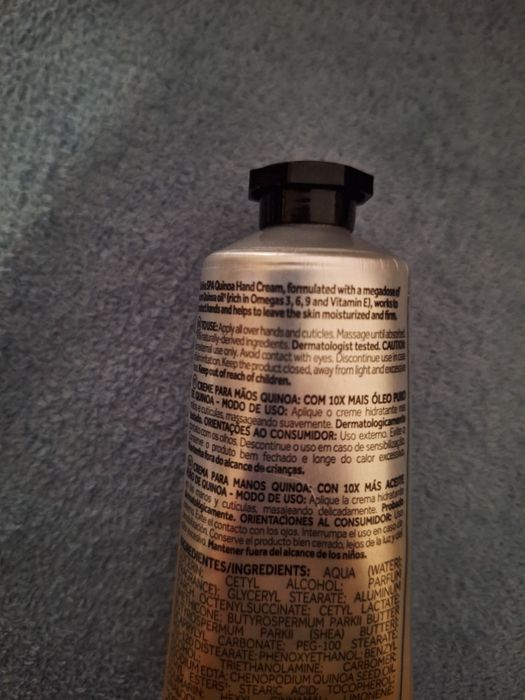 SPA Quinoa Hand Cream, formulated with a megadose of
Quinoa oil* (rich in Omegas 3, 6, 9 and Vitamin E), works to
hands and helps to leave the skin moisturized and firm.
TO USE: Apply all over hands and cuticles. Massage until absorbed.
naturally-derived ingredients. Dermatologist tested. CAUTION:
use only. Avoid contact with eyes. Discontinue use in case
Keep the product closed, away from light and excessive
Keep out of reach of children.
CREME PARA MÃOS QUINOA: COM 10X MAIS ÓLEO PURO
DE QUINOA - MODO DE USO: Aplique o creme hidratante nas
e cutículas, massageando suavemente. Dermatologicamente
ORIENTAÇÕES AO CONSUMIDOR: Uso externo. Evite o
com os olhos. Descontinue o uso em caso de sensibilização.
o produto bem fechado e longe do calor excessivo.
fora do alcance de crianças.
CREMA PARA MANOS QUINOA: CON 10X MÁS ACEITE
DE QUINOA - MODO DE USO: Aplique la crema hidratante
manos y cutículas, masajeando delicadamente. Probado
ORIENTACIONES AL CONSUMIDOR:
Evite el contacto con los ojos. Interrumpa el uso en caso de
Conserve el producto bien cerrado, lejos de la luz y del
Mantener fuera del alcance de los niños.
INGREDIENTES/INGREDIENTS: AQUA (WATER);
CETYL ALCOHOL; PARFUM
GLYCERYL STEARATE; ALUMINUM
OCTENYLSUCCINATE; CETYL LACTATE;
BUTYROSPERMUM PARKII BUTTER
PARKII (SHEA) BUTTER;
CARBONATE; PEG-100 STEARATE;
PHENOXYETHANOL; BENZYL
TRIETHANOLAMINE; CARBOMER;
EDTA; CHENOPODIUM QUINOA SEED OIL;
ESTERS; STEARIC ACID; TOCOPHEROL;